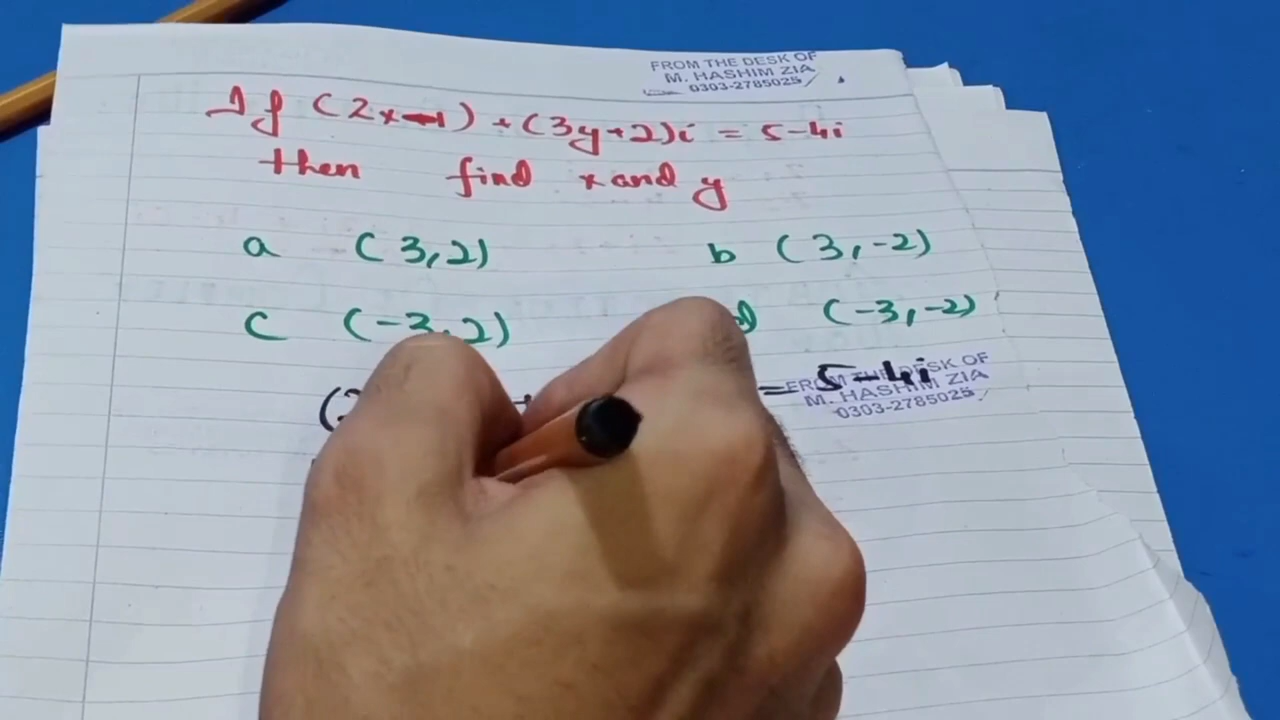 FROM THE DESK OF
M. HASHIM ZIA
0303-2785025
If (2x-1) + (3y+2)i = 5-4i
then find x and y
a (3,2) b (3,-2)
c (-3,2) d (-3,-2)
(2 + = 5-4i
FROM THE DESK OF
M. HASHIM ZIA
0303-2785025